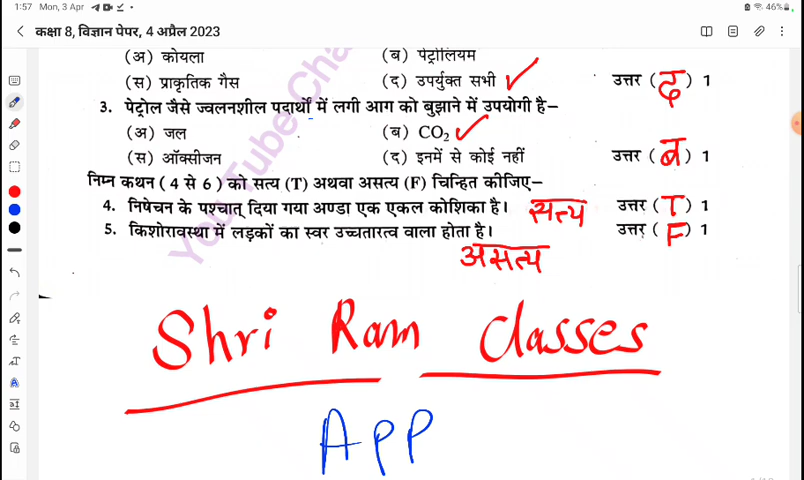 1:57 Mon, 3 Apr 46%
कक्षा 8, विज्ञान पेपर, 4 अप्रैल 2023
(अ) कोयला (ब) पेट्रोलियम
(स) प्राकृतिक गैस (द) उपर्युक्त सभी ✓ उत्तर (द) 1
3. पेट्रोल जैसे ज्वलनशील पदार्थों में लगी आग को बुझाने में उपयोगी है–
(अ) जल (ब) CO₂ ✓
(स) ऑक्सीजन (द) इनमें से कोई नहीं उत्तर (ब) 1
निम्न कथन ( 4 से 6 ) को सत्य (T) अथवा असत्य (F) चिन्हित कीजिए–
4. निषेचन के पश्चात् दिया गया अण्डा एक एकल कोशिका है। सत्य उत्तर (T) 1
5. किशोरावस्था में लड़कों का स्वर उच्चतारत्व वाला होता है। उत्तर (F) 1
असत्य
Shri Ram Classes
APP
You Tube Cha